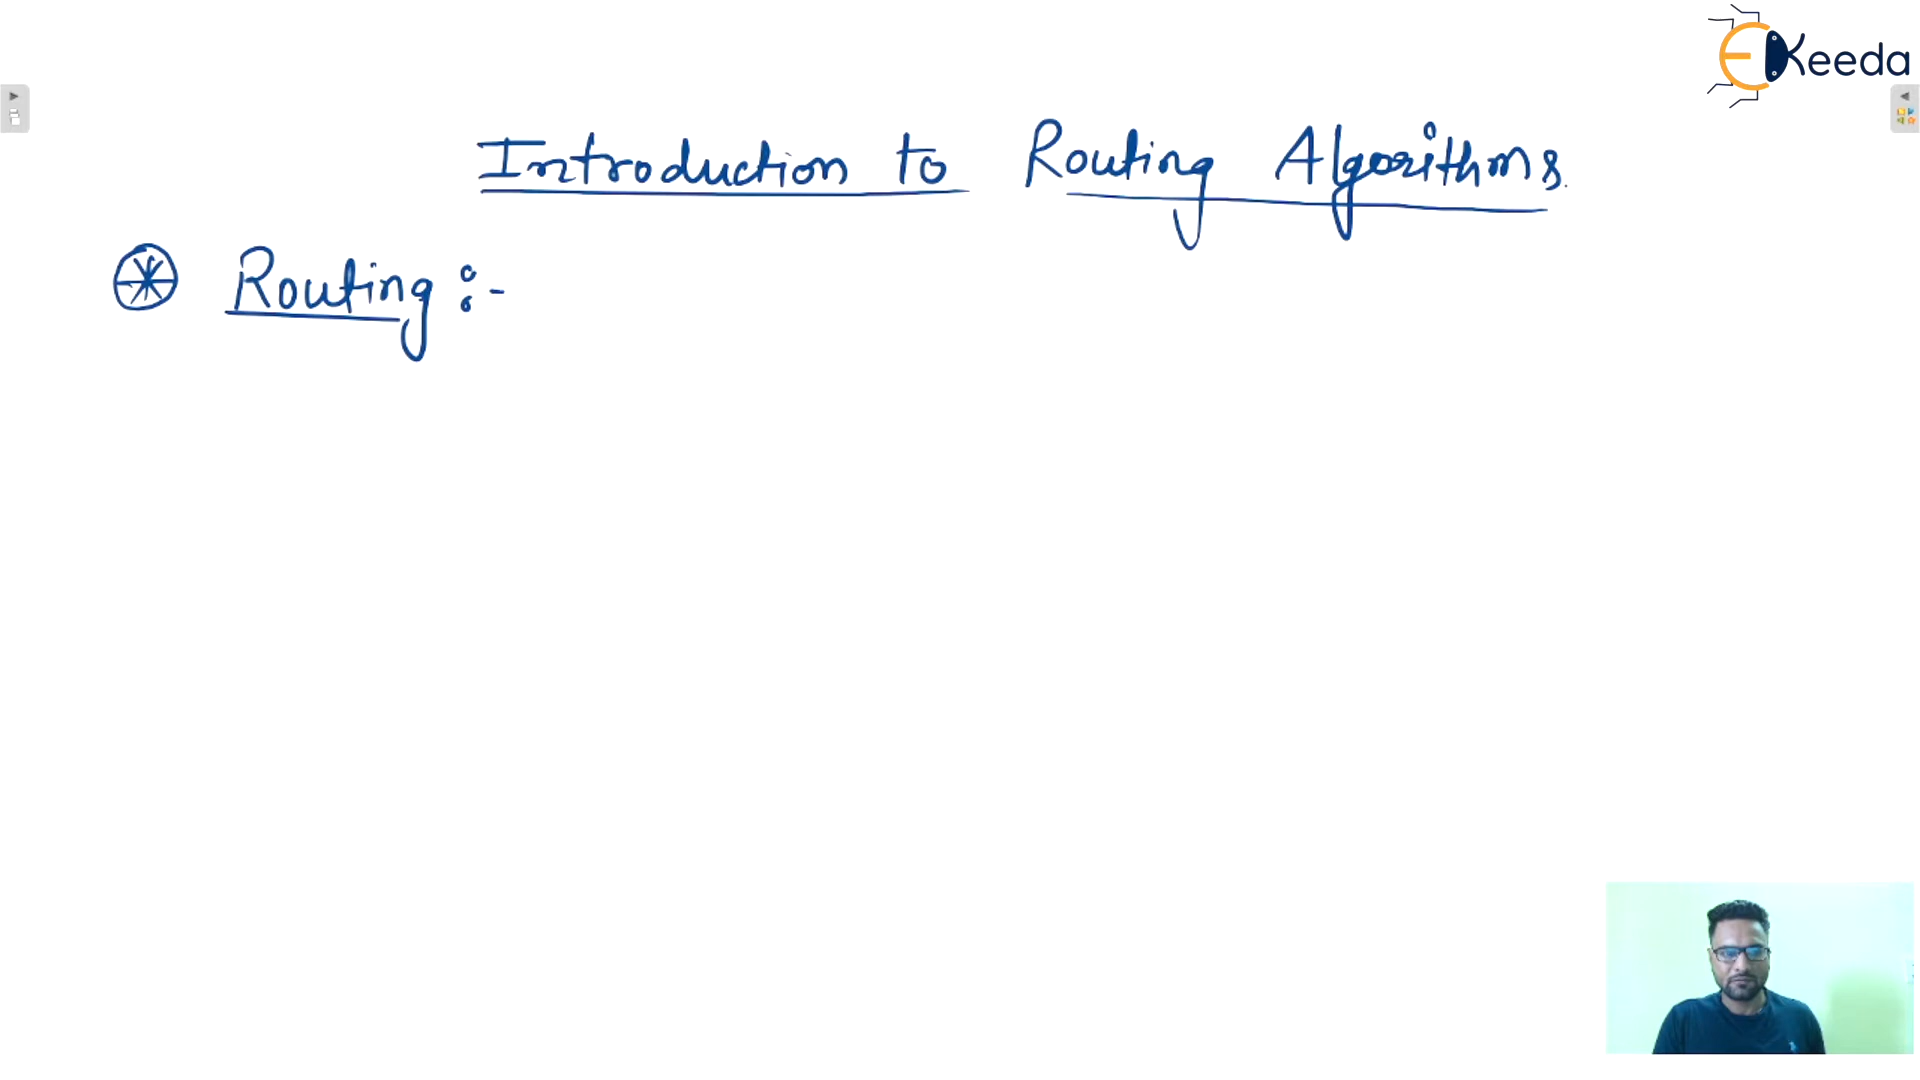 EKeeda
Introduction to Routing Algorithms.
Routing :-